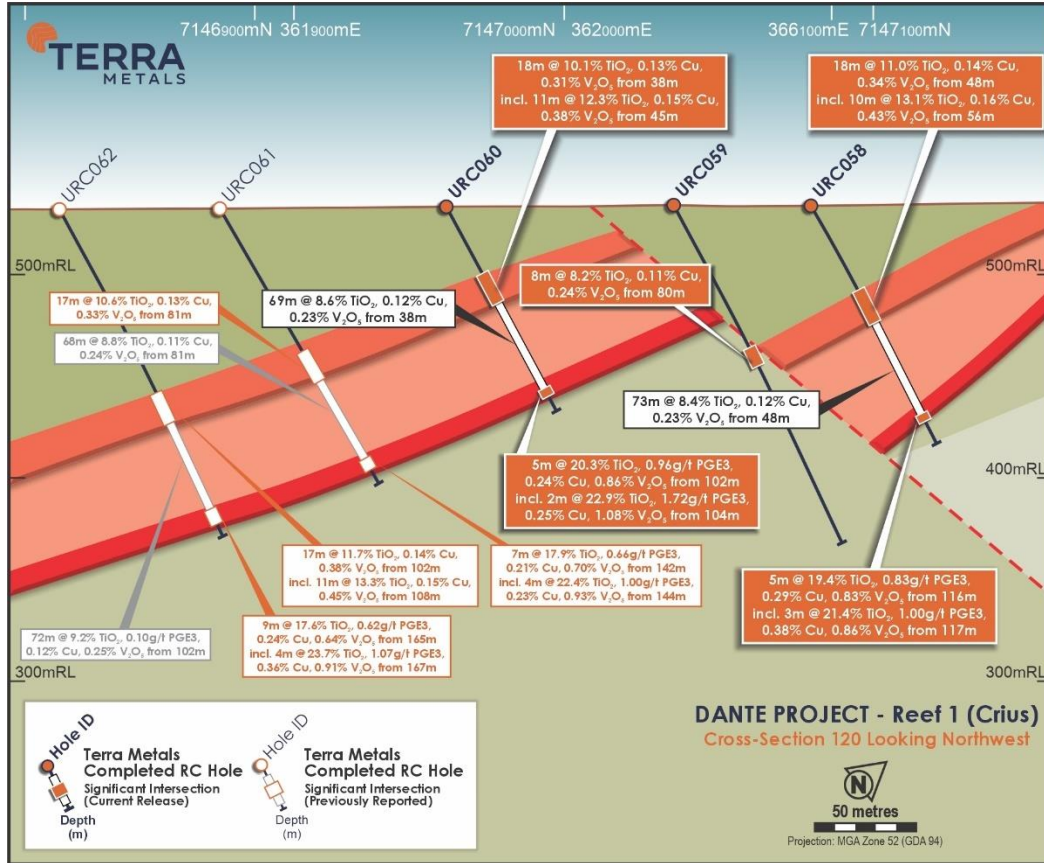 7146900mN
361900mE
7147000mN
362000mE
366100mE
7147100mN
TERRA
METALS
18m @ 10.1% TiO₂, 0.13% Cu,
0.31% V₂O₅ from 38m
incl. 11m @ 12.3% TiO₂, 0.15% Cu,
0.38% V₂O₅ from 45m
18m @ 11.0% TiO₂, 0.14% Cu,
0.34% V₂O₅ from 48m
incl. 10m @ 13.1% TiO₂, 0.16% Cu,
0.43% V₂O₅ from 56m
URC062
URC061
URC060
URC059
URC058
500mRL
500mRL
8m @ 8.2% TiO₂, 0.11% Cu,
0.24% V₂O₅ from 80m
17m @ 10.6% TiO₂, 0.13% Cu,
0.33% V₂O₅ from 81m
69m @ 8.6% TiO₂, 0.12% Cu,
0.23% V₂O₅ from 38m
68m @ 8.8% TiO₂, 0.11% Cu,
0.24% V₂O₅ from 81m
73m @ 8.4% TiO₂, 0.12% Cu,
0.23% V₂O₅ from 48m
400mRL
5m @ 20.3% TiO₂, 0.96g/t PGE3,
0.24% Cu, 0.86% V₂O₅ from 102m
incl. 2m @ 22.9% TiO₂, 1.72g/t PGE3,
0.25% Cu, 1.08% V₂O₅ from 104m
17m @ 11.7% TiO₂, 0.14% Cu,
0.38% V₂O₅ from 102m
incl. 11m @ 13.3% TiO₂, 0.15% Cu,
0.45% V₂O₅ from 108m
7m @ 17.9% TiO₂, 0.66g/t PGE3,
0.21% Cu, 0.70% V₂O₅ from 142m
incl. 4m @ 22.4% TiO₂, 1.00g/t PGE3,
0.23% Cu, 0.93% V₂O₅ from 144m
5m @ 19.4% TiO₂, 0.83g/t PGE3,
0.29% Cu, 0.83% V₂O₅ from 116m
incl. 3m @ 21.4% TiO₂, 1.00g/t PGE3,
0.38% Cu, 0.86% V₂O₅ from 117m
72m @ 9.2% TiO₂, 0.10g/t PGE3,
0.12% Cu, 0.25% V₂O₅ from 102m
9m @ 17.6% TiO₂, 0.62g/t PGE3,
0.24% Cu, 0.64% V₂O₅ from 165m
incl. 4m @ 23.7% TiO₂, 1.07g/t PGE3,
0.36% Cu, 0.91% V₂O₅ from 167m
300mRL
300mRL
Hole ID
Terra Metals
Completed RC Hole
Significant Intersection
(Current Release)
Depth
(m)
Hole ID
Terra Metals
Completed RC Hole
Significant Intersection
(Previously Reported)
Depth
(m)
DANTE PROJECT - Reef 1 (Crius)
Cross-Section 120 Looking Northwest
N
50 metres
Projection: MGA Zone 52 (GDA 94)